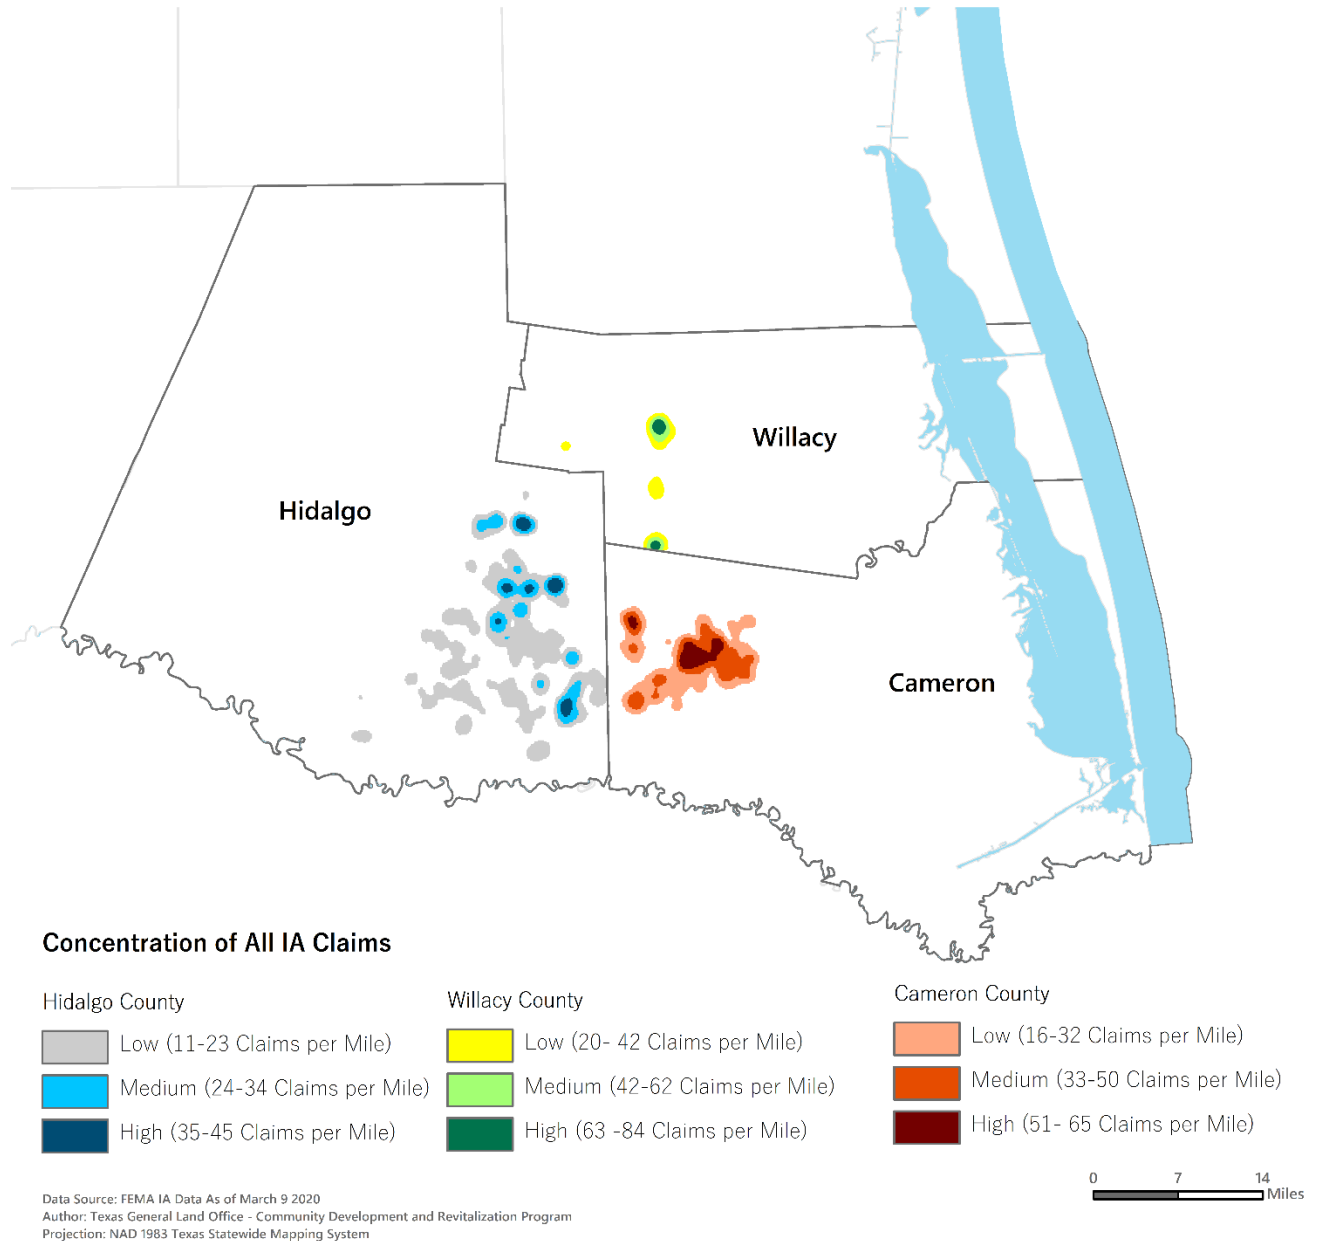 Willacy
Hidalgo
Cameron
Concentration of All IA Claims
Hidalgo County
Low (11-23 Claims per Mile)
Medium (24-34 Claims per Mile)
High (35-45 Claims per Mile)
Willacy County
Low (20- 42 Claims per Mile)
Medium (42-62 Claims per Mile)
High (63 -84 Claims per Mile)
Cameron County
Low (16-32 Claims per Mile)
Medium (33-50 Claims per Mile)
High (51- 65 Claims per Mile)
0 7 14
Miles
Data Source: FEMA IA Data As of March 9 2020
Author: Texas General Land Office - Community Development and Revitalization Program
Projection: NAD 1983 Texas Statewide Mapping System